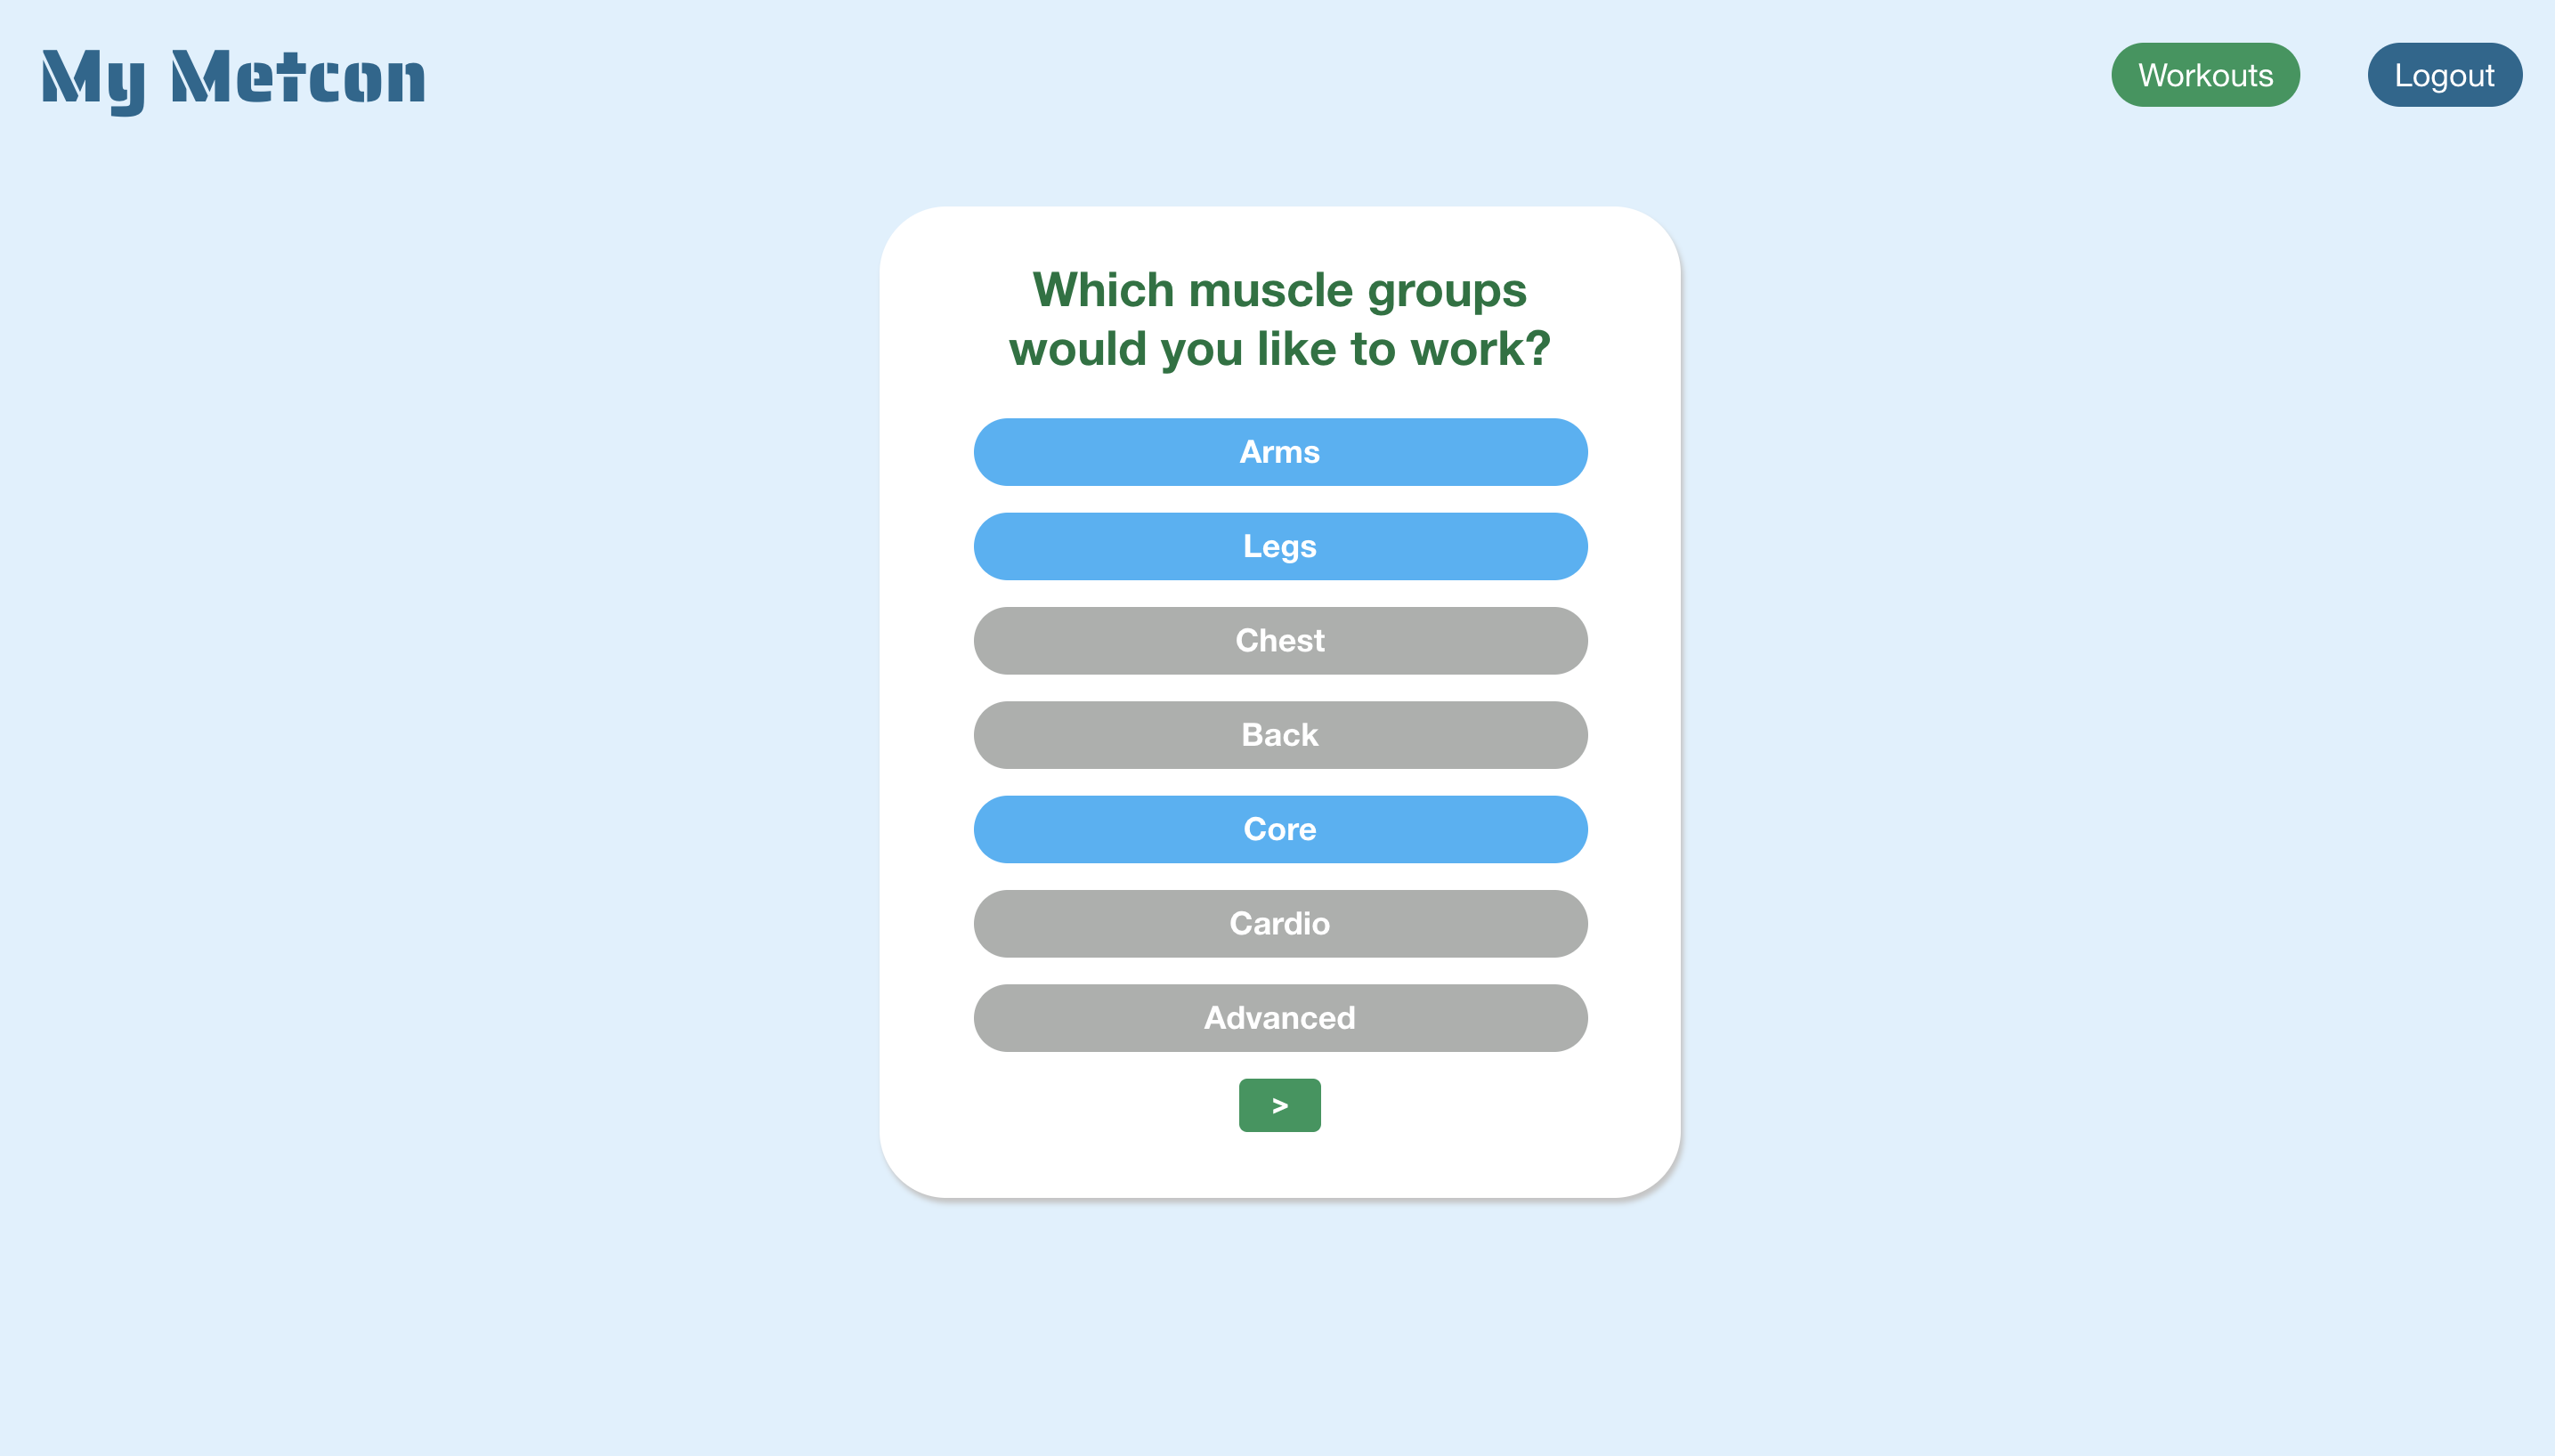 My Metcon
Workouts
Logout
Which muscle groups
would you like to work?
Arms
Legs
Chest
Back
Core
Cardio
Advanced
>